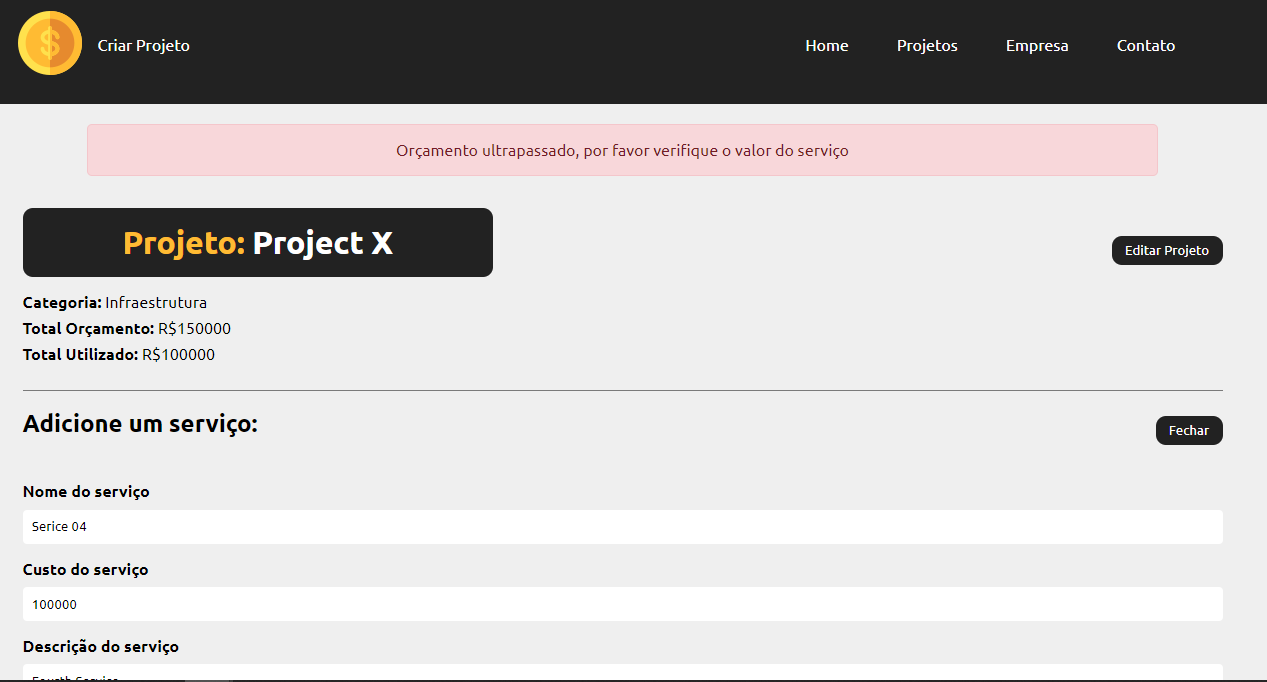 $
Criar Projeto
Home
Projetos
Empresa
Contato
Orçamento ultrapassado, por favor verifique o valor do serviço
Projeto: Project X
Editar Projeto
Categoria: Infraestrutura
Total Orçamento: R$150000
Total Utilizado: R$100000
Adicione um serviço:
Fechar
Nome do serviço
Serice 04
Custo do serviço
100000
Descrição do serviço
Fourth Service